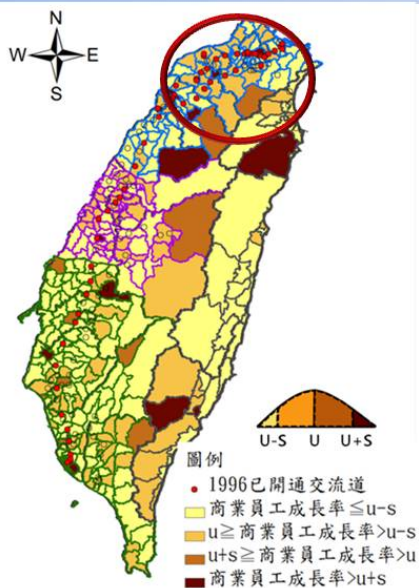 N
W E
S
U-S U U+S
圖例
1996已開通交流道
商業員工成長率≦u-s
u≧商業員工成長率>u-s
u+s≧商業員工成長率>u
商業員工成長率>u+s